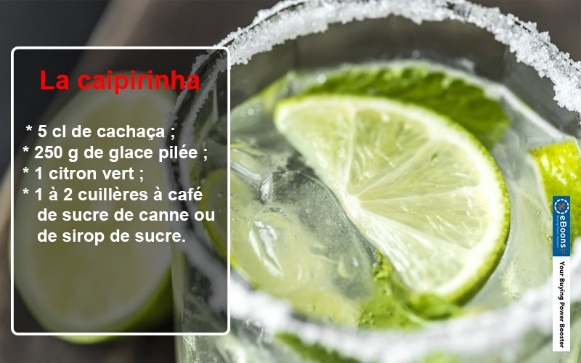 La caipirinha
* 5 cl de cachaça ;
* 250 g de glace pilée ;
* 1 citron vert ;
* 1 à 2 cuillères à café
de sucre de canne ou
de sirop de sucre.
eBoons
Your Buying Power Booster